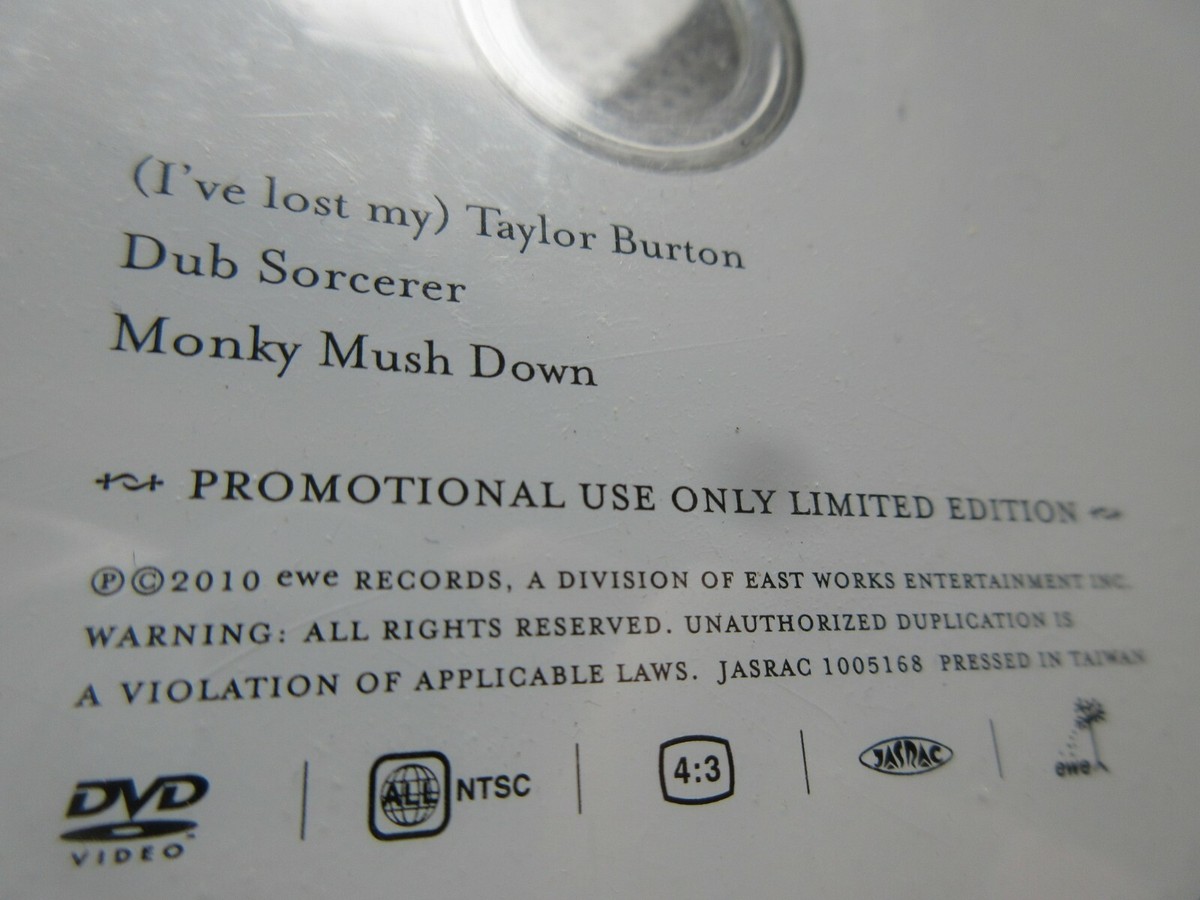 (I've lost my) Taylor Burton
Dub Sorcerer
Monky Mush Down
PROMOTIONAL USE ONLY LIMITED EDITION
℗©2010 ewe RECORDS, A DIVISION OF EAST WORKS ENTERTAINMENT INC.
WARNING: ALL RIGHTS RESERVED. UNAUTHORIZED DUPLICATION IS
A VIOLATION OF APPLICABLE LAWS. JASRAC 1005168 PRESSED IN TAIWAN
DVD VIDEO | ALL NTSC | 4:3 | JASRAC | ewe